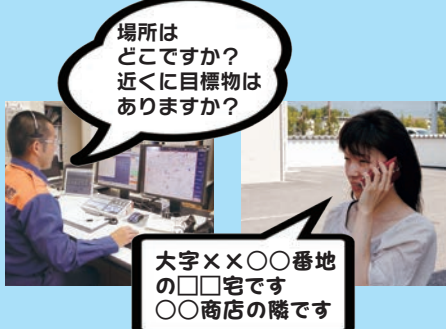 場所は
どこですか？
近くに目標物は
ありますか？
大字××○○番地
の□□宅です
○○商店の隣です